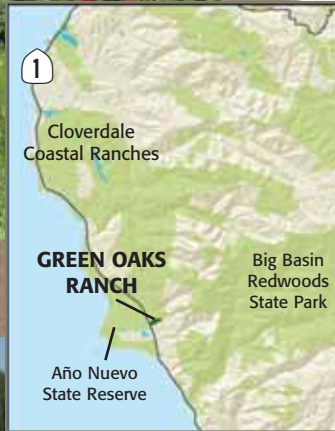 1
Cloverdale
Coastal Ranches
GREEN OAKS
RANCH
Big Basin
Redwoods
State Park
Año Nuevo
State Reserve